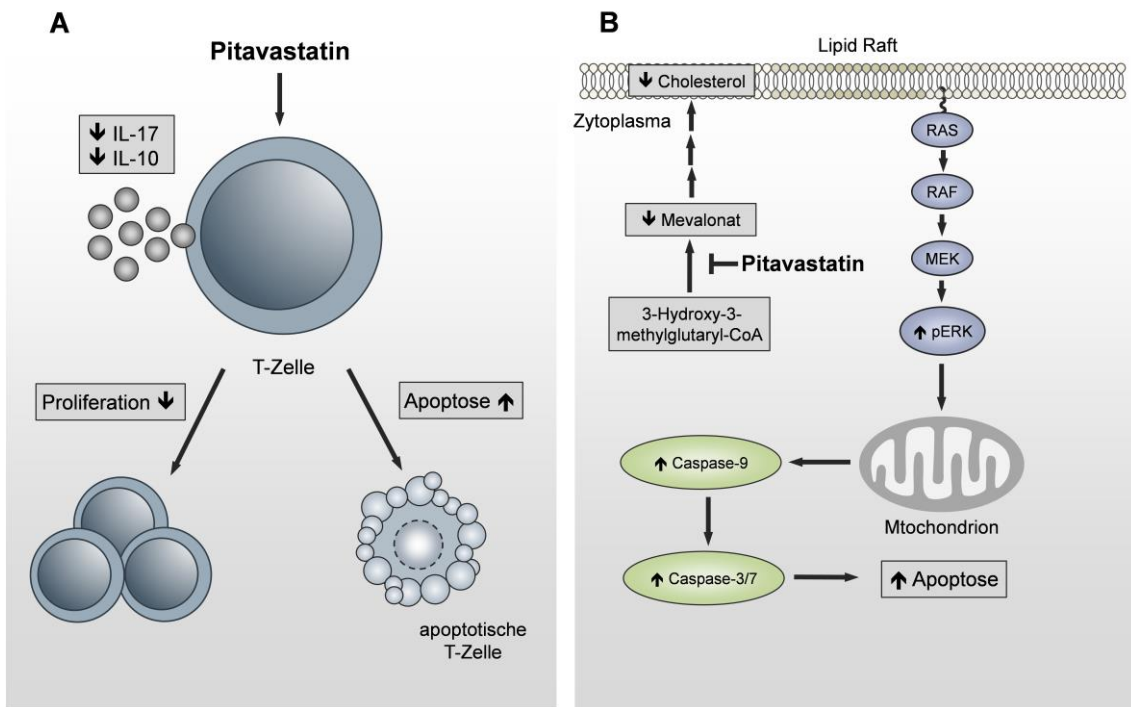 A
Pitavastatin
↓ IL-17
↓ IL-10
T-Zelle
Proliferation ↓
Apoptose ↑
apoptotische
T-Zelle
B
Lipid Raft
↓ Cholesterol
Zytoplasma
RAS
RAF
↓ Mevalonat
MEK
Pitavastatin
3-Hydroxy-3-
methylglutaryl-CoA
↑ pERK
↑ Caspase-9
Mtochondrion
↑ Caspase-3/7
↑ Apoptose